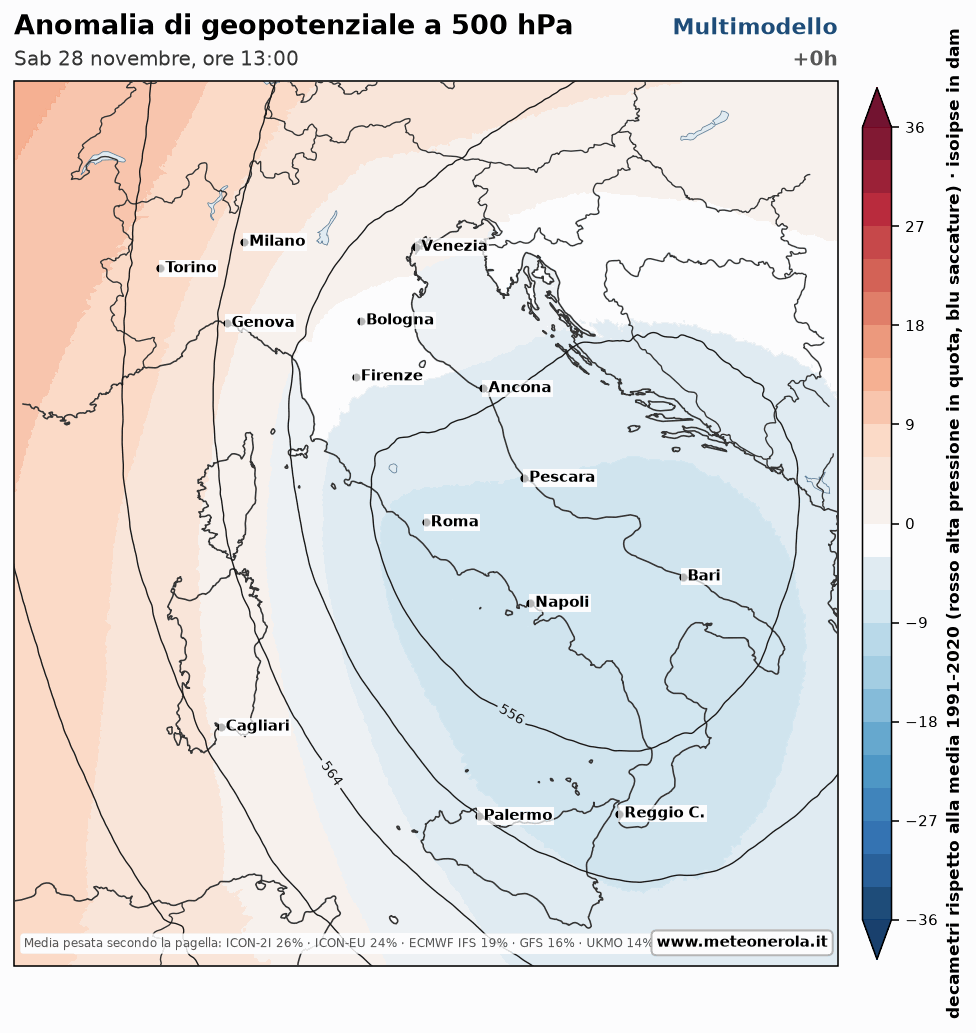 Anomalia di geopotenziale a 500 hPa
Multimodello
Sab 28 novembre, ore 13:00
+0h
Milano
Venezia
Torino
Bologna
Genova
Firenze
Ancona
Pescara
Roma
Bari
Napoli
556
Cagliari
564
Palermo
Reggio C.
Media pesata secondo la pagella: ICON-2I 26% · ICON-EU 24% · ECMWF IFS 19% · GFS 16% · UKMO 14%
www.meteonerola.it
36
27
18
9
0
−9
−18
−27
−36
decametri rispetto alla media 1991-2020 (rosso alta pressione in quota, blu saccature) · isoipse in dam